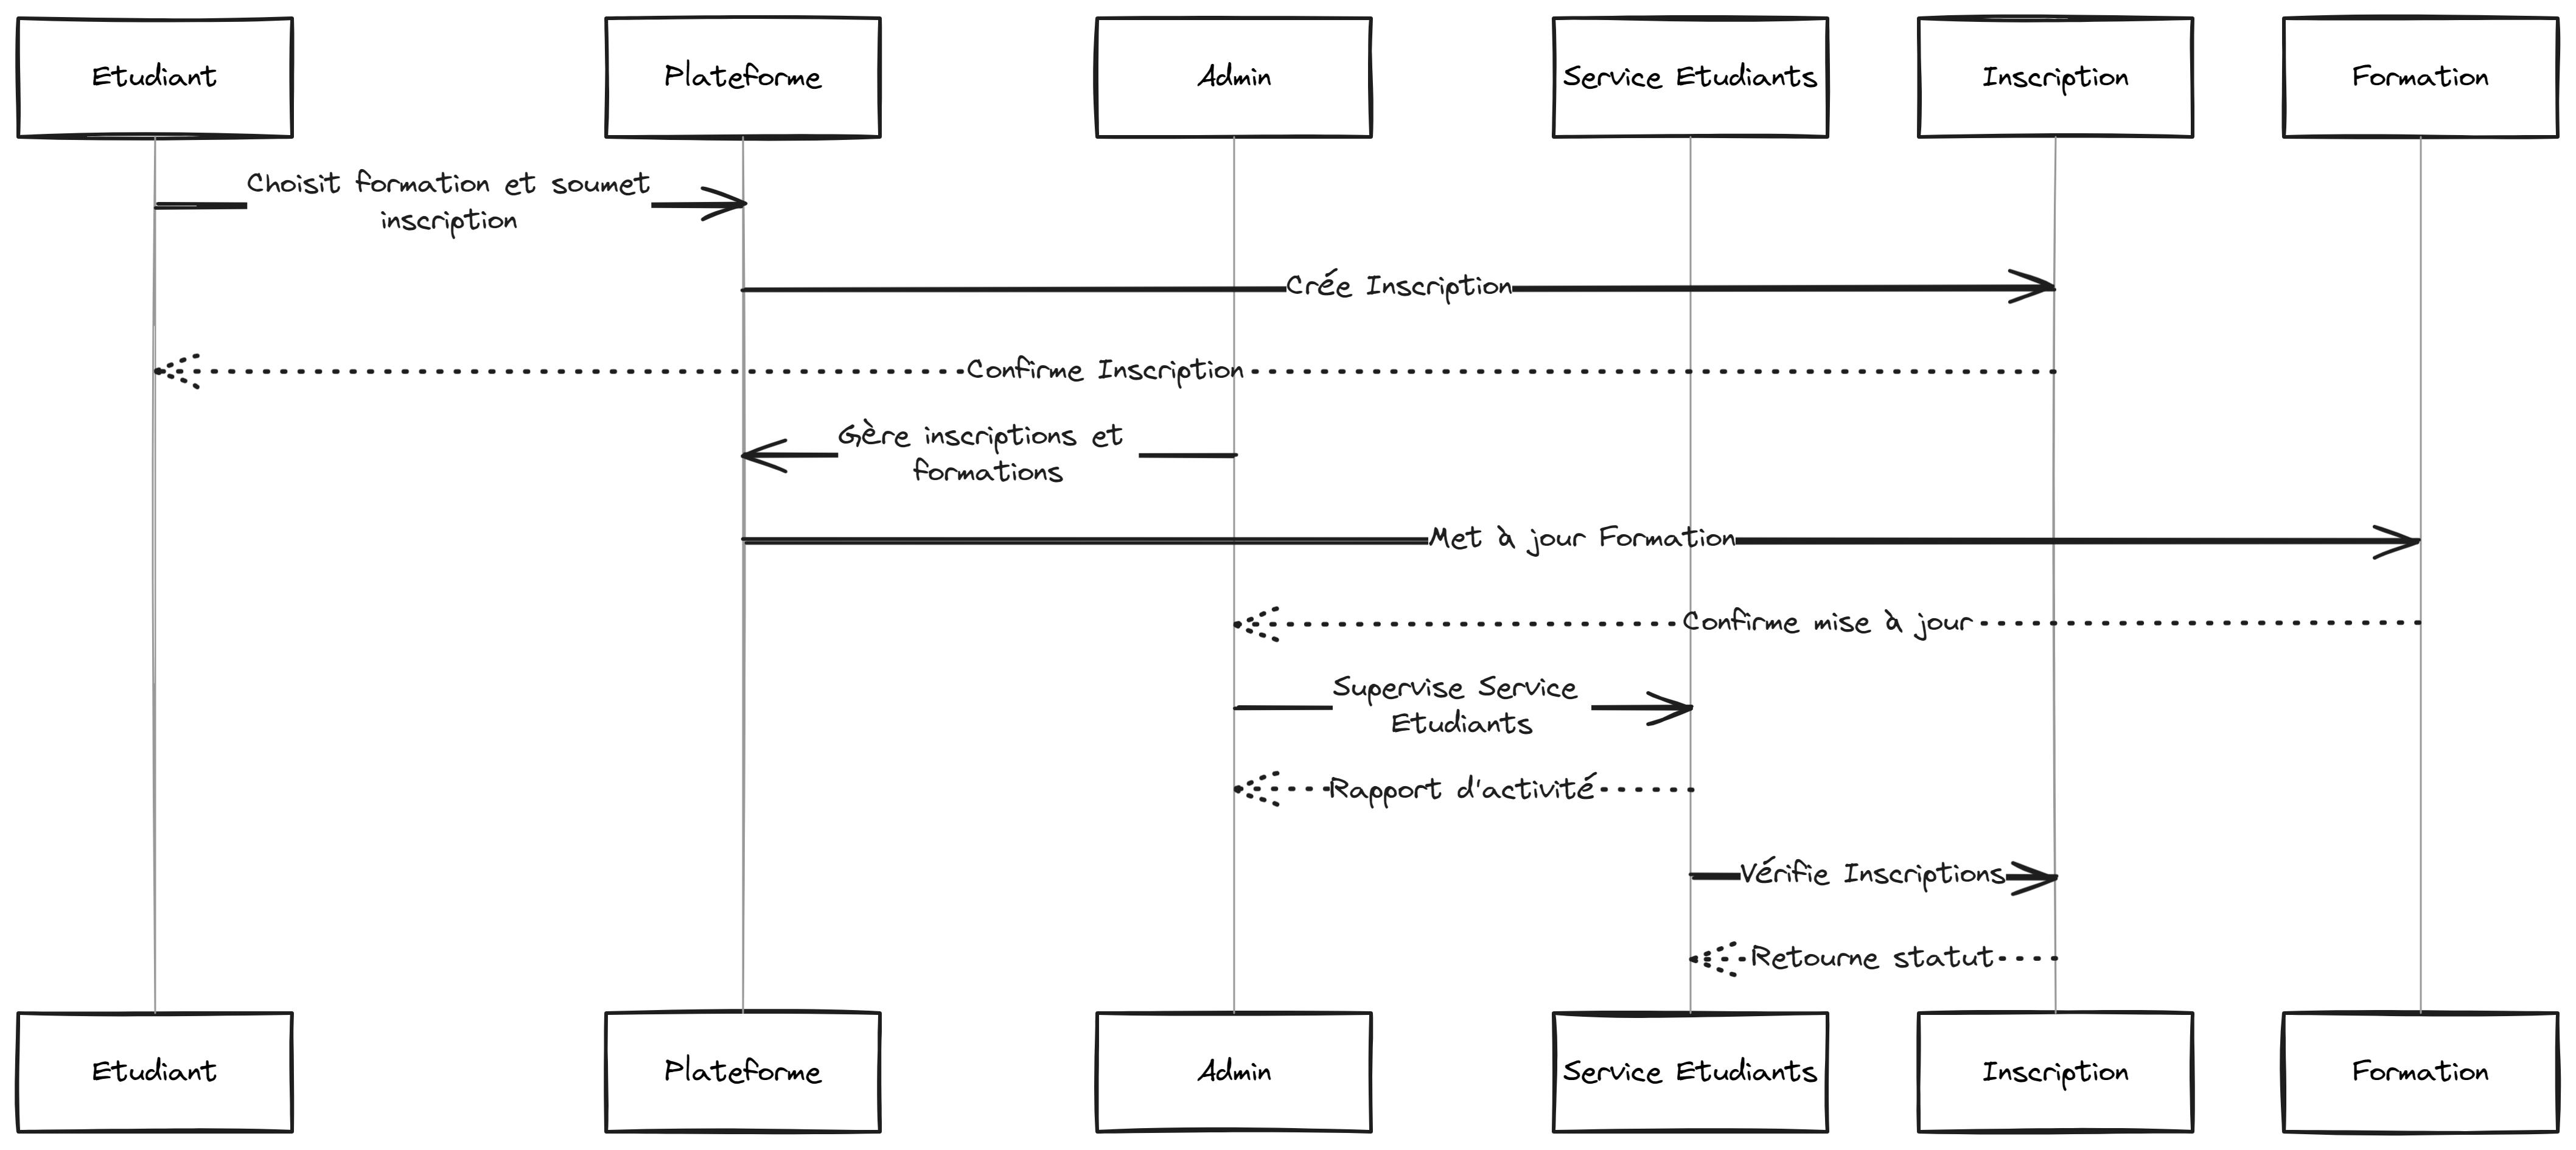 Etudiant
Plateforme
Admin
Service Etudiants
Inscription
Formation
Choisit formation et soumet
inscription
Crée Inscription
Confirme Inscription
Gère inscriptions et
formations
Met à jour Formation
Confirme mise à jour
Supervise Service
Etudiants
Rapport d'activité
Vérifie Inscriptions
Retourne statut
Etudiant
Plateforme
Admin
Service Etudiants
Inscription
Formation